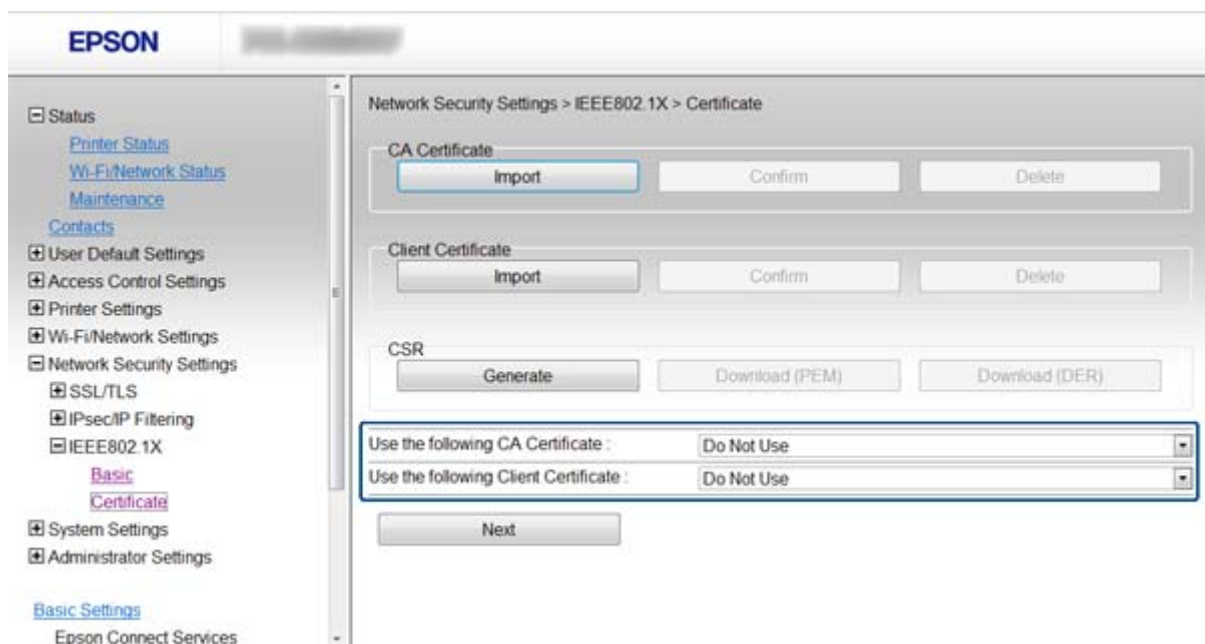 EPSON
Status
Printer Status
Wi-Fi/Network Status
Maintenance
Contacts
User Default Settings
Access Control Settings
Printer Settings
Wi-Fi/Network Settings
Network Security Settings
SSL/TLS
IPsec/IP Filtering
IEEE802.1X
Basic
Certificate
System Settings
Administrator Settings
Basic Settings
Epson Connect Services
Network Security Settings > IEEE802.1X > Certificate
CA Certificate
Import Confirm Delete
Client Certificate
Import Confirm Delete
CSR
Generate Download (PEM) Download (DER)
Use the following CA Certificate : Do Not Use
Use the following Client Certificate : Do Not Use
Next